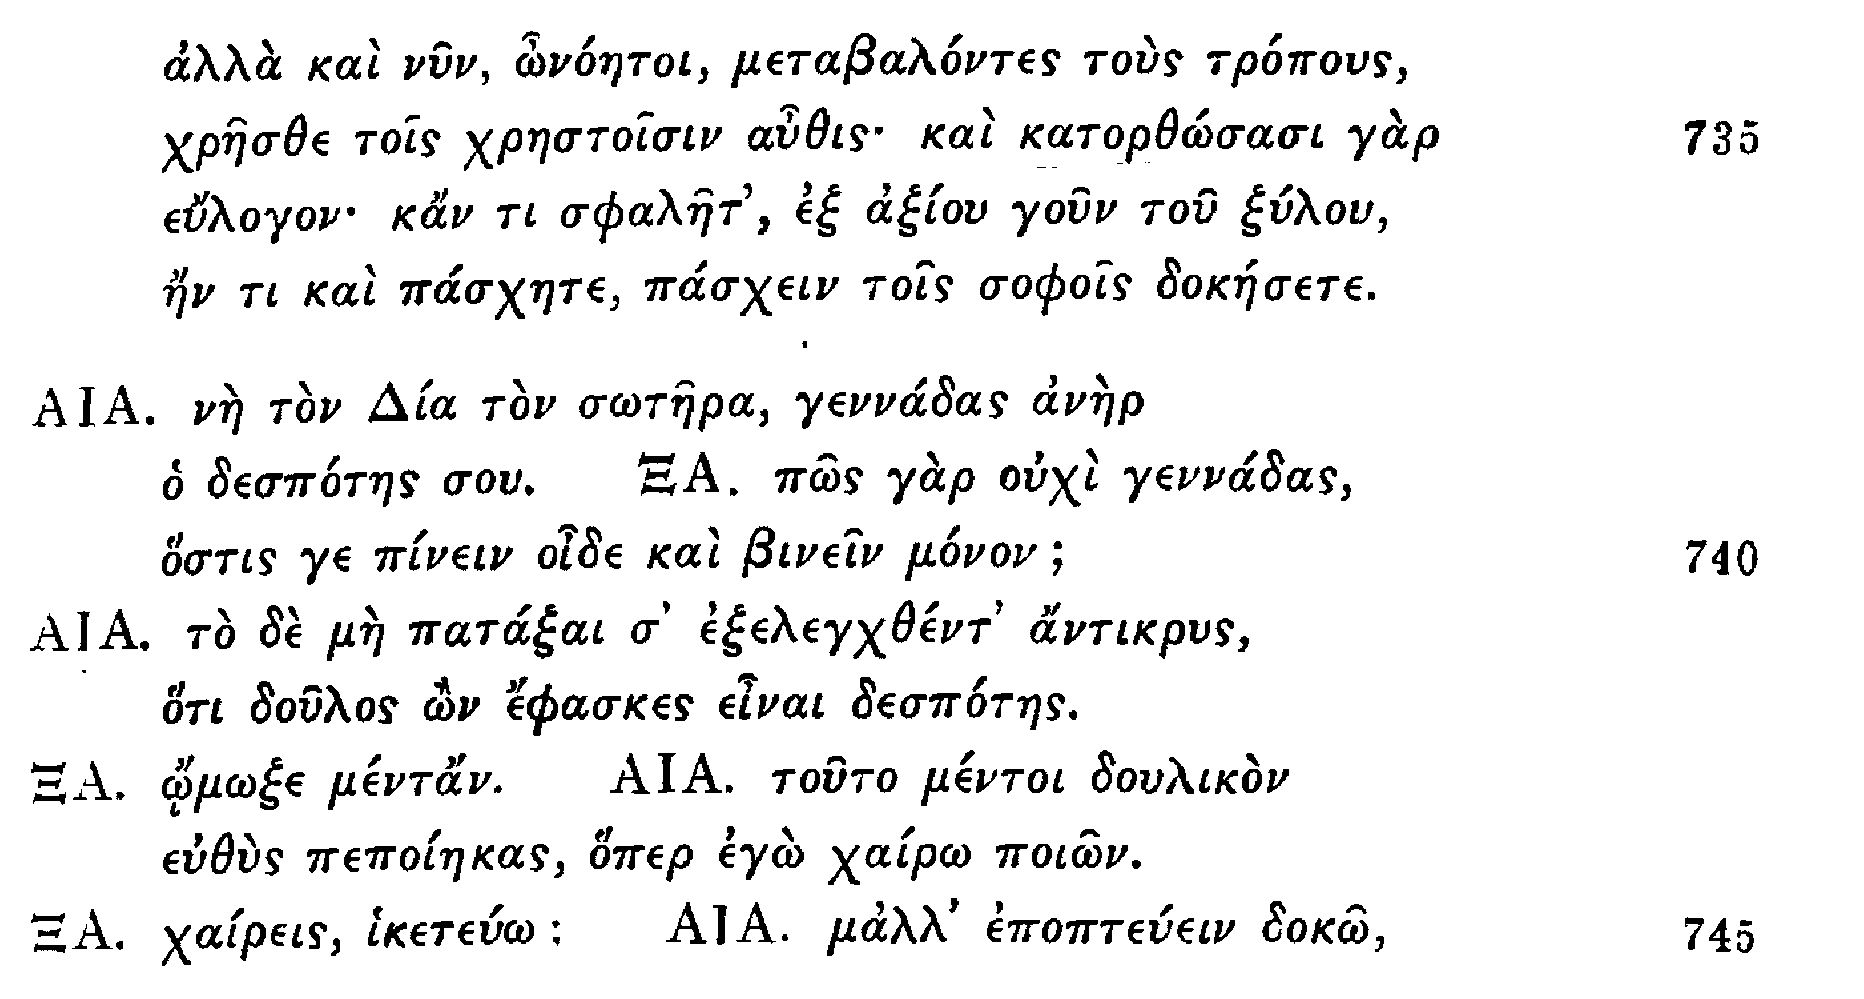 ἀλλὰ καὶ νῦν, ὦνόητοι, μεταβαλόντες τοὺς τρόπους,
χρῆσθε τοῖς χρηστοῖσιν αὖθις· καὶ κατορθώσασι γὰρ 735
εὔλογον· κἄν τι σφαλῆτ’, ἐξ ἀξίου γοῦν τοῦ ξύλου,
ἤν τι καὶ πάσχητε, πάσχειν τοῖς σοφοῖς δοκήσετε.
ΑΙΑ. νὴ τὸν Δία τὸν σωτῆρα, γεννάδας ἀνὴρ
ὁ δεσπότης σου. ΞΑ. πῶς γὰρ οὐχὶ γεννάδας,
ὅστις γε πίνειν οἶδε καὶ βινεῖν μόνον; 740
ΑΙΑ. τὸ δὲ μὴ πατάξαι σ’ ἐξελεγχθέντ’ ἄντικρυς,
ὅτι δοῦλος ὢν ἔφασκες εἶναι δεσπότης.
ΞΑ. ᾤμωξε μέντἄν. ΑΙΑ. τοῦτο μέντοι δουλικὸν
εὐθὺς πεποίηκας, ὅπερ ἐγὼ χαίρω ποιῶν.
ΞΑ. χαίρεις, ἱκετεύω; ΑΙΑ. μἀλλ’ ἐποπτεύειν δοκῶ, 745